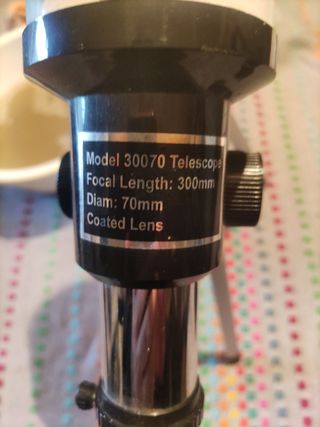 Model 30070 Telescope
Focal Length: 300mm
Diam: 70mm
Coated Lens